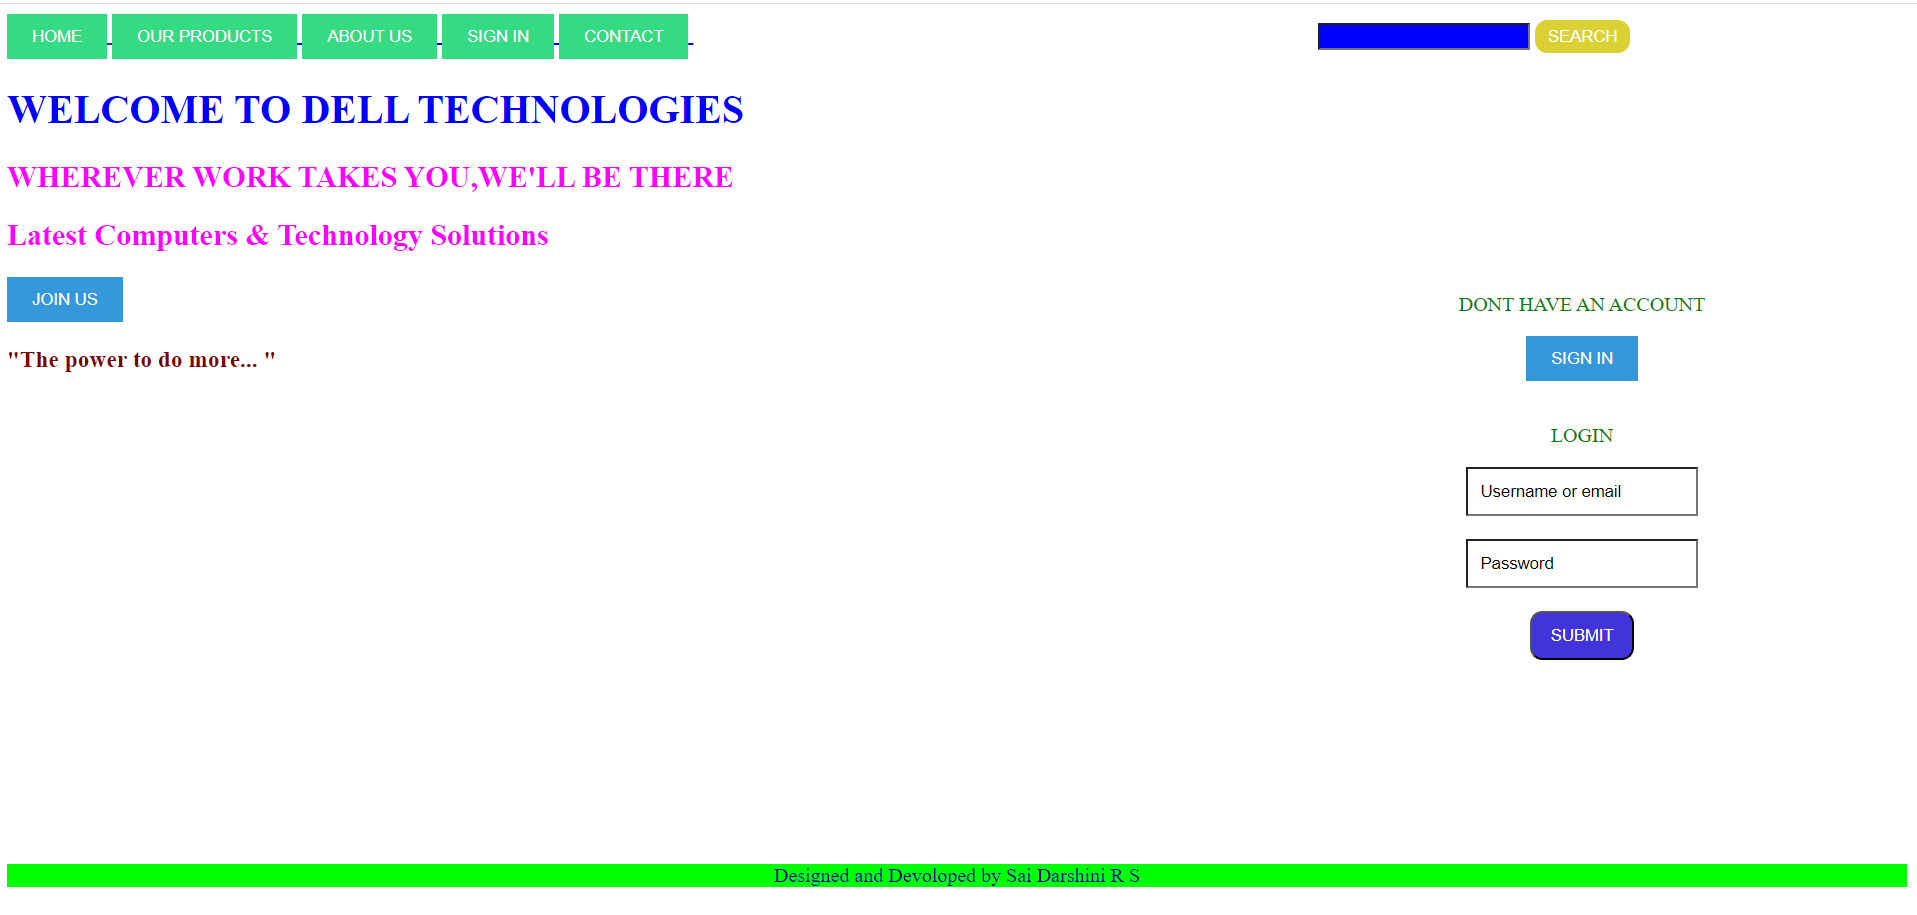 HOME OUR PRODUCTS ABOUT US SIGN IN CONTACT SEARCH
WELCOME TO DELL TECHNOLOGIES
WHEREVER WORK TAKES YOU,WE'LL BE THERE
Latest Computers & Technology Solutions
JOIN US
"The power to do more... "
DONT HAVE AN ACCOUNT
SIGN IN
LOGIN
Username or email
Password
SUBMIT
Designed and Devoloped by Sai Darshini R S